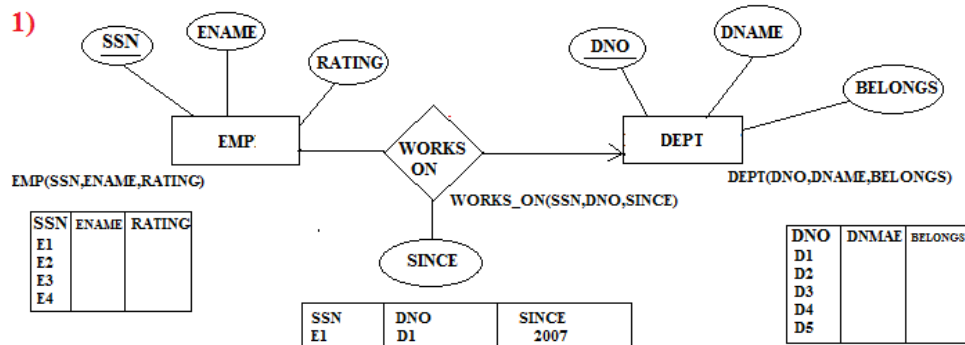 1)
SSN
ENAME
RATING
EMP
EMP(SSN,ENAME,RATING)
WORKS
ON
WORKS_ON(SSN,DNO,SINCE)
SINCE
DNO
DNAME
BELONGS
DEPT
DEPT(DNO,DNAME,BELONGS)
SSN ENAME RATING
E1
E2
E3
E4
SSN DNO SINCE
E1 D1 2007
DNO DNMAE BELONGS
D1
D2
D3
D4
D5